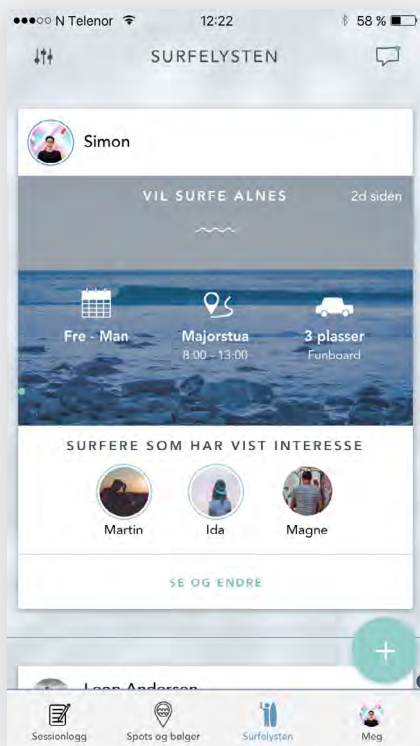 N Telenor 12:22 58 %
SURFELYSTEN
Simon
VIL SURFE ALNES 2d siden
Fre - Man Majorstua 3 plasser
8:00 - 13:00 Funboard
SURFERE SOM HAR VIST INTERESSE
Martin Ida Magne
SE OG ENDRE
+
Sessionlogg Spots og bølger Surfelysten Meg